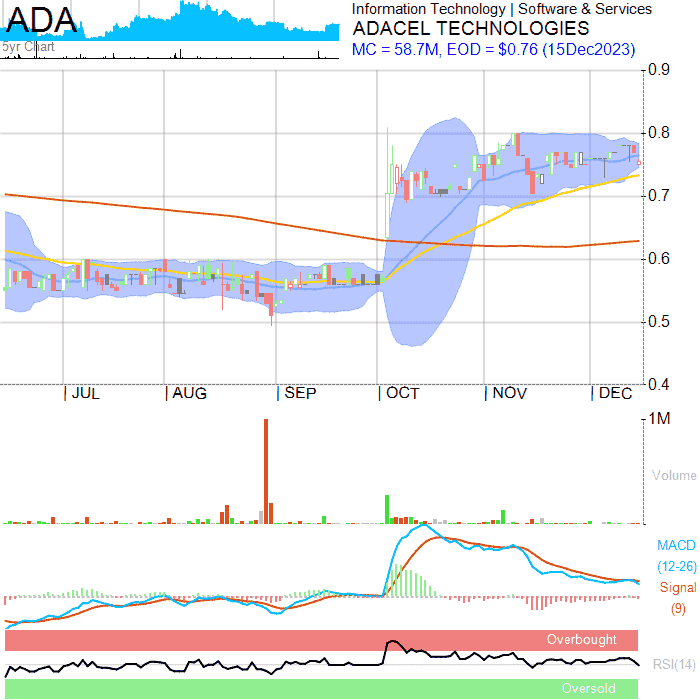 ADA
5yr Chart
Information Technology | Software & Services
ADACEL TECHNOLOGIES
MC = 58.7M, EOD = $0.76 (15Dec2023)
0.9
0.8
0.7
0.6
0.5
0.4
| JUL | AUG | SEP | OCT | NOV | DEC
1M
Volume
MACD
(12-26)
Signal
(9)
Overbought
RSI(14)
Oversold